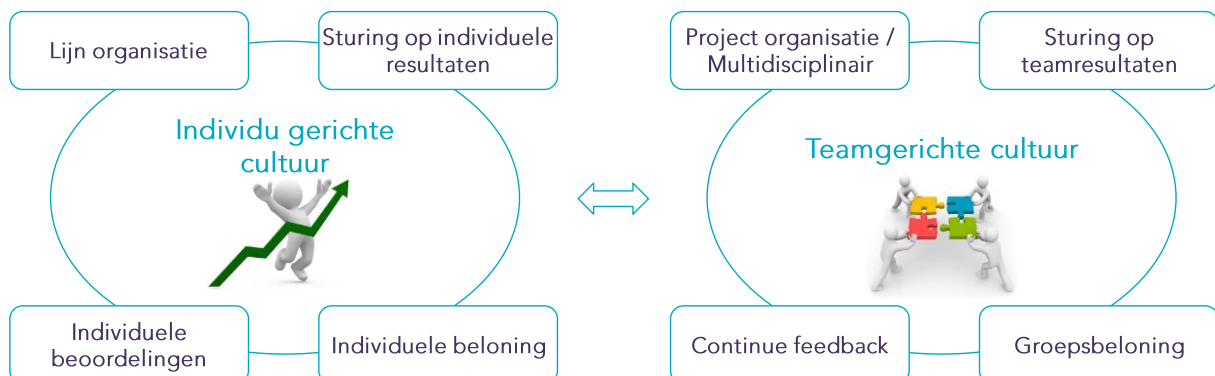 Lijn organisatie
Sturing op individuele
resultaten
Individu gerichte
cultuur
Individuele
beoordelingen
Individuele beloning
Project organisatie /
Multidisciplinair
Sturing op
teamresultaten
Teamgerichte cultuur
Continue feedback
Groepsbeloning